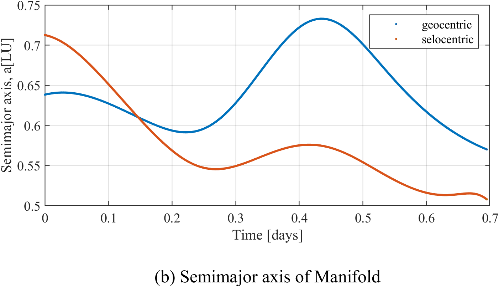 0.75
0.7
0.65
0.6
0.55
0.5
Semimajor axis, a[LU]
geocentric
selocentric
0 0.1 0.2 0.3 0.4 0.5 0.6 0.7
Time [days]
(b) Semimajor axis of Manifold